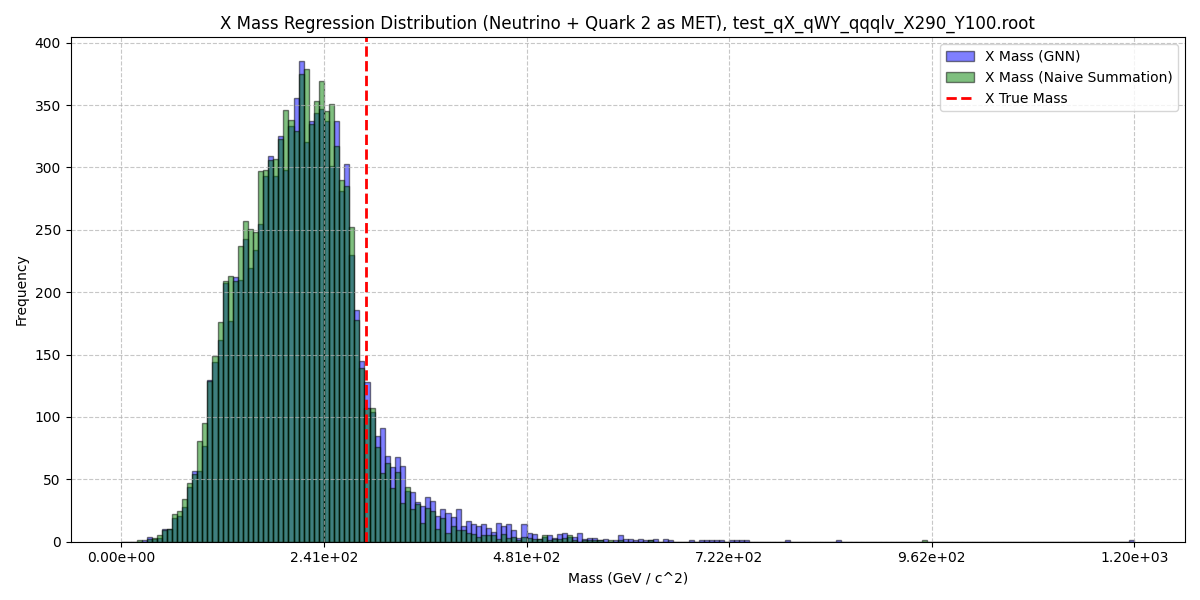 X Mass Regression Distribution (Neutrino + Quark 2 as MET), test_qX_qWY_qqqlv_X290_Y100.root
400
350
300
250
200
150
100
50
0
Frequency
X Mass (GNN)
X Mass (Naive Summation)
X True Mass
0.00e+00
2.41e+02
4.81e+02
7.22e+02
9.62e+02
1.20e+03
Mass (GeV / c^2)